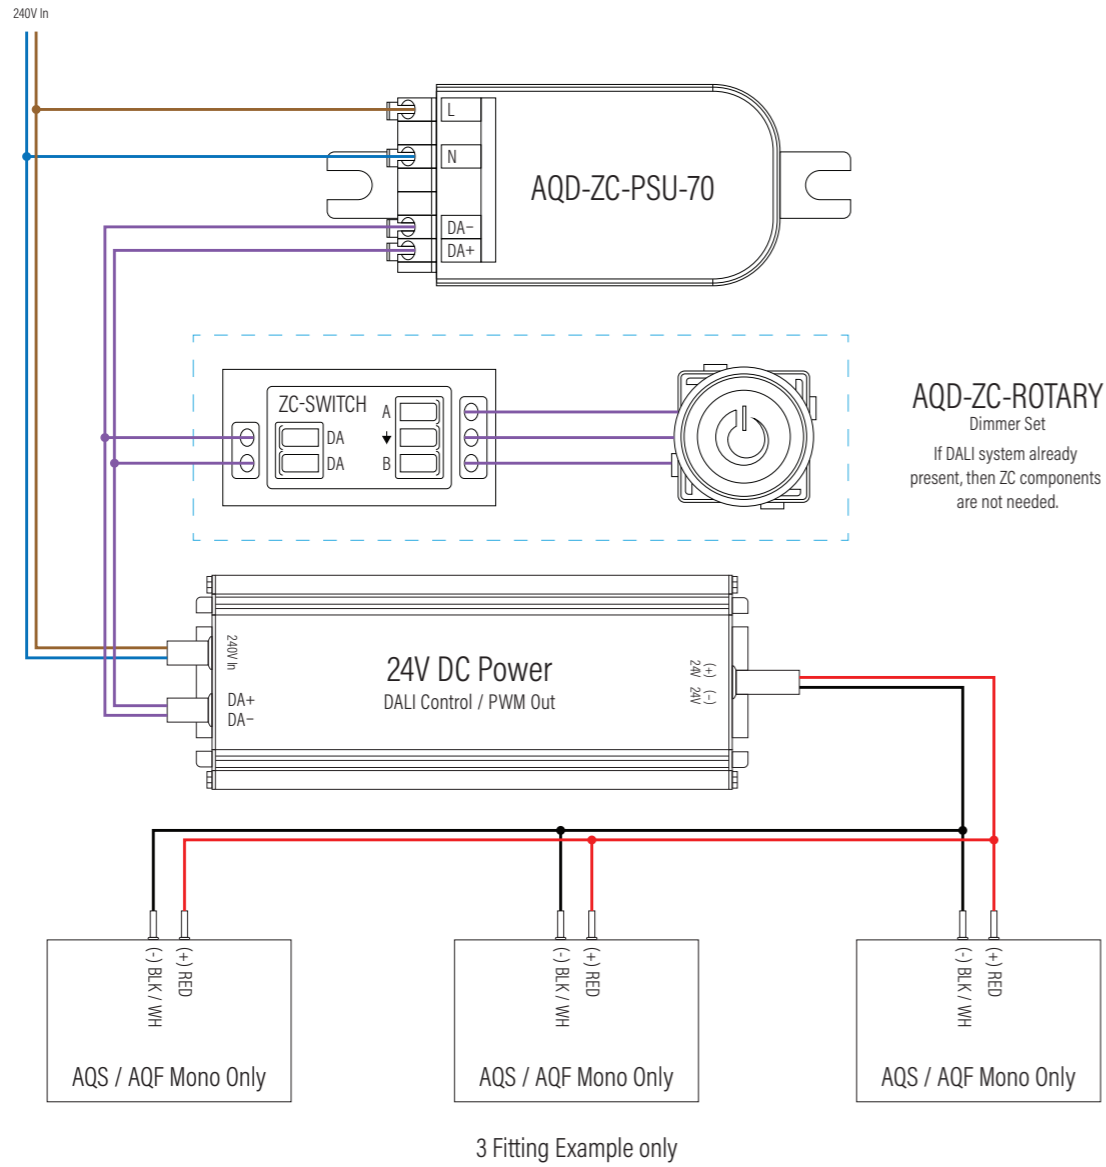 240V In
L
N
DA−
DA+
AQD-ZC-PSU-70
ZC-SWITCH
DA
DA
A
B
AQD-ZC-ROTARY
Dimmer Set
If DALI system already
present, then ZC components
are not needed.
240V In
DA+
DA−
24V DC Power
DALI Control / PWM Out
(+) (−)
24V 24V
(-) BLK / WH
(+) RED
AQS / AQF Mono Only
(-) BLK / WH
(+) RED
AQS / AQF Mono Only
(-) BLK / WH
(+) RED
AQS / AQF Mono Only
3 Fitting Example only